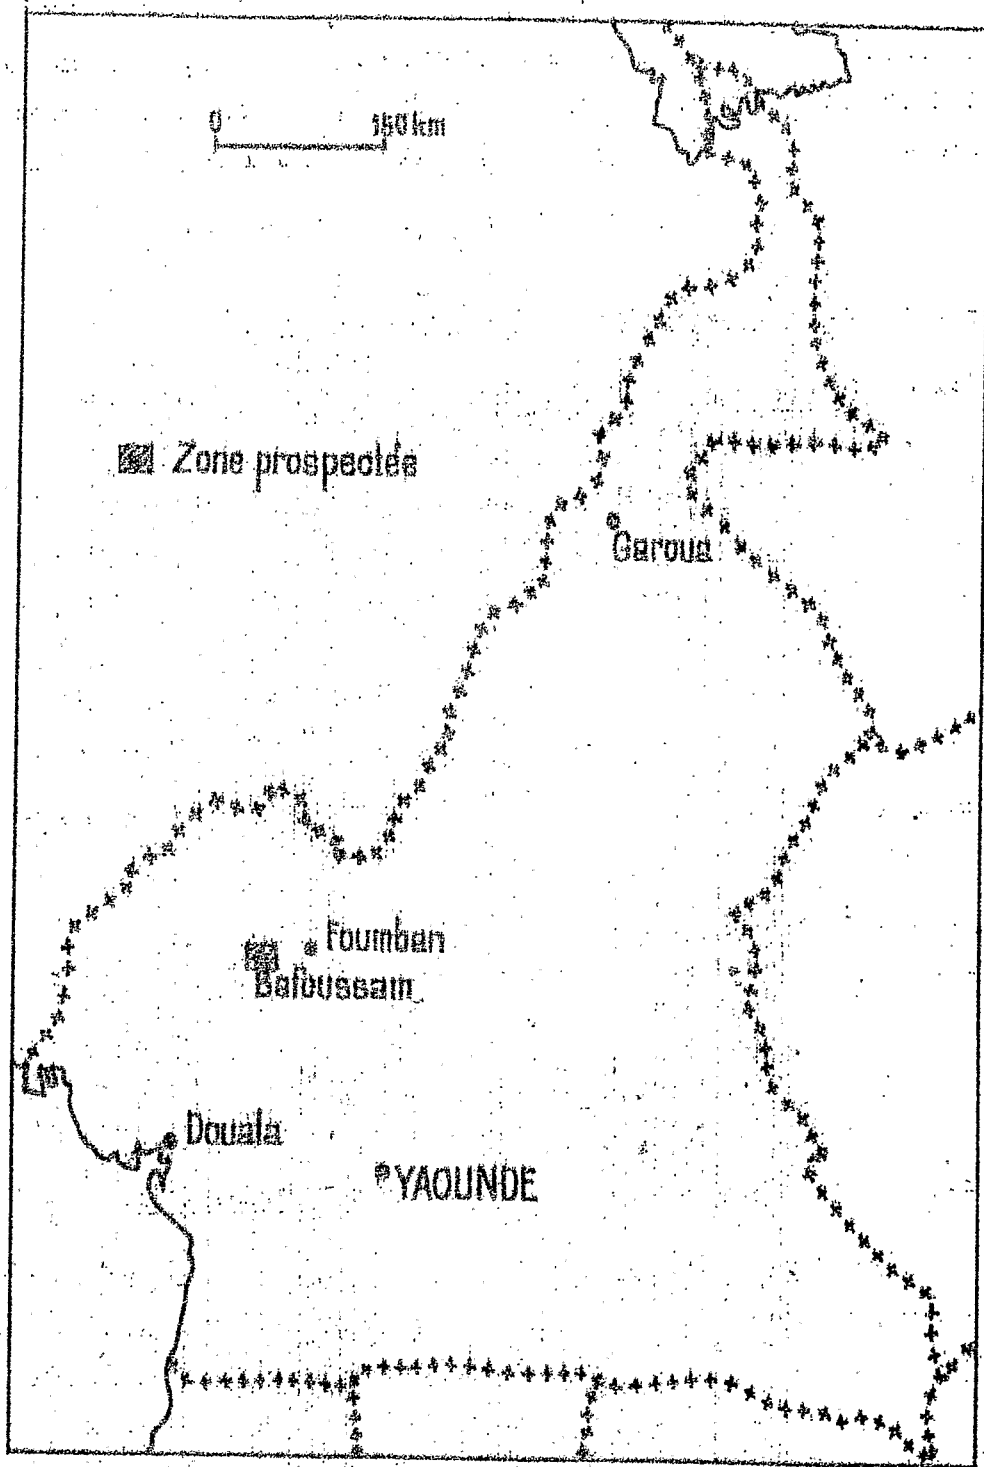 0 150 km
Zone prospectée
Garoua
Foumban
Bafoussam
Douala
YAOUNDE